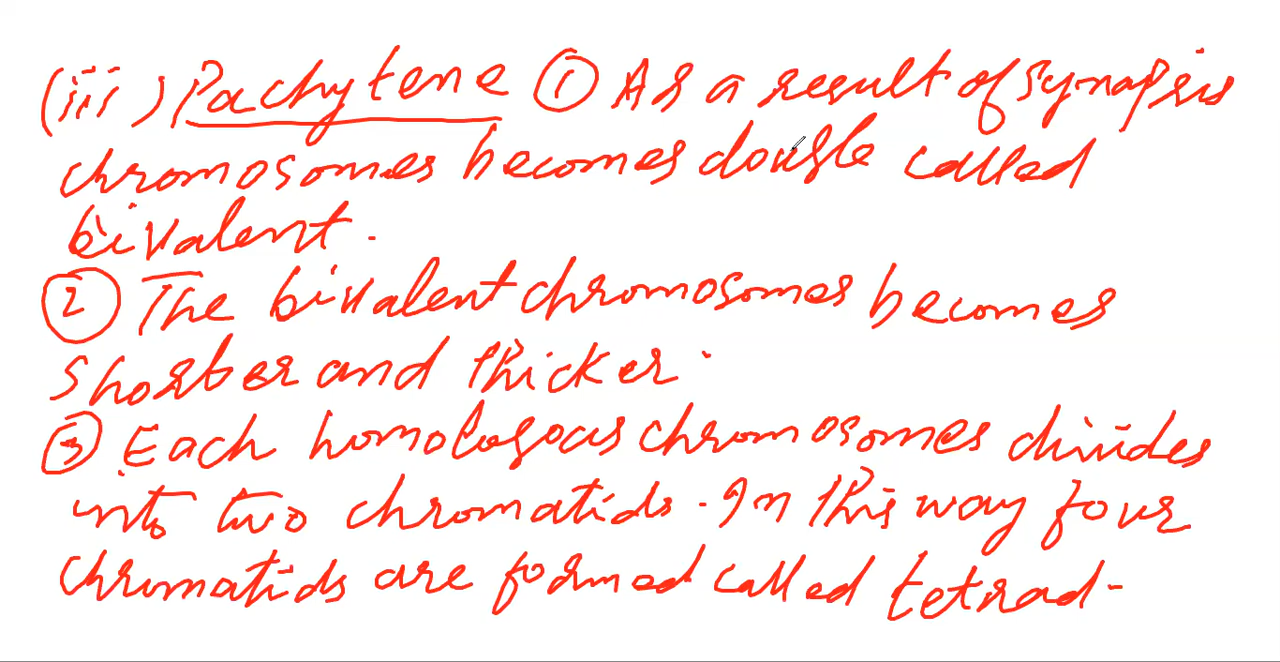 (iii) Pachytene ① As a result of synapsis
chromosomes becomes double called
bivalent.
② The bivalent chromosomes becomes
shorter and thicker.
③ Each homologous chromosomes divides
into two chromatids. In this way four
chromatids are formed called tetrad-